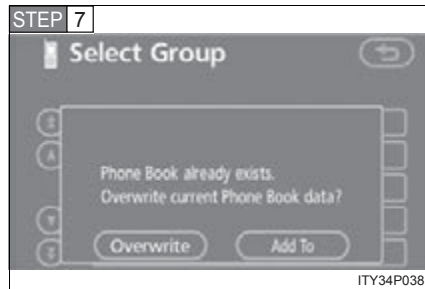 STEP 7
Select Group
Phone Book already exists.
Overwrite current Phone Book data?
Overwrite Add To
ITY34P038